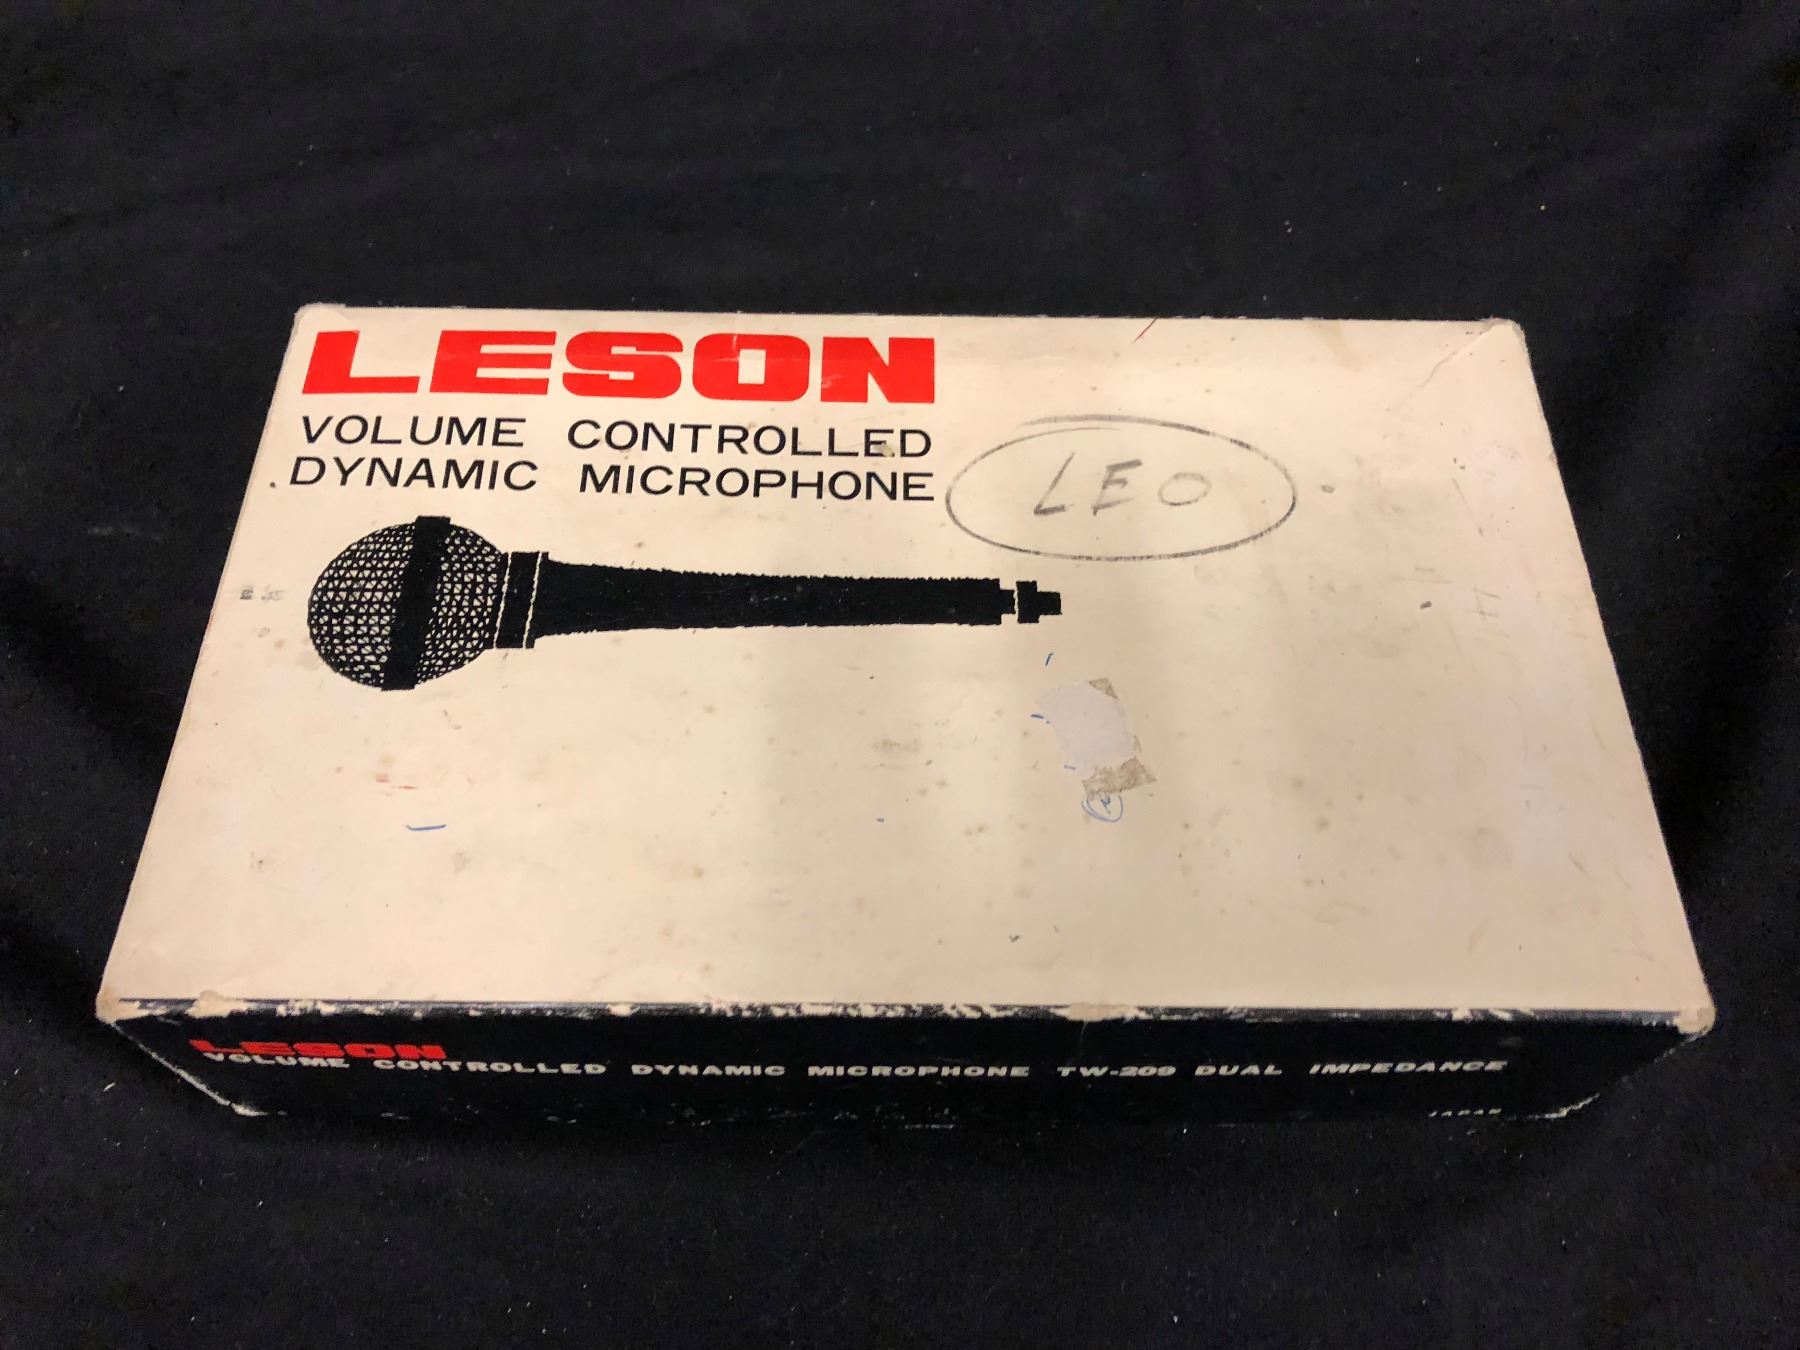 LESON
VOLUME CONTROLLED
DYNAMIC MICROPHONE
LEO
LESON
VOLUME CONTROLLED DYNAMIC MICROPHONE TW-209 DUAL IMPEDANCE
JAPAN